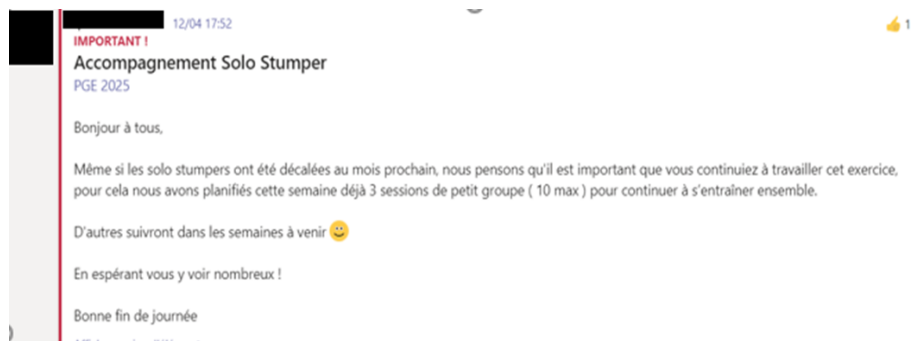 12/04 17:52
👍 1
IMPORTANT !
Accompagnement Solo Stumper
PGE 2025
Bonjour à tous,
Même si les solo stumpers ont été décalées au mois prochain, nous pensons qu'il est important que vous continuiez à travailler cet exercice,
pour cela nous avons planifiés cette semaine déjà 3 sessions de petit groupe ( 10 max ) pour continuer à s'entraîner ensemble.
D'autres suivront dans les semaines à venir 🙂
En espérant vous y voir nombreux !
Bonne fin de journée